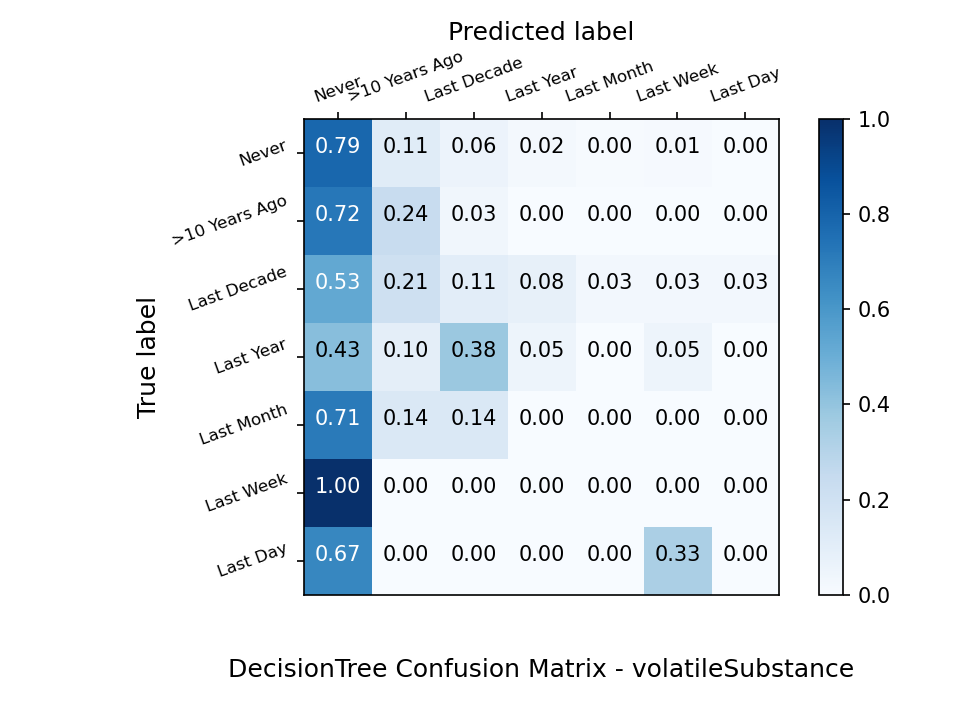 Predicted label
Never >10 Years Ago Last Decade Last Year Last Month Last Week Last Day
1.0
Never 0.79 0.11 0.06 0.02 0.00 0.01 0.00
>10 Years Ago 0.72 0.24 0.03 0.00 0.00 0.00 0.00
0.8
Last Decade 0.53 0.21 0.11 0.08 0.03 0.03 0.03
0.6
True label
Last Year 0.43 0.10 0.38 0.05 0.00 0.05 0.00
0.4
Last Month 0.71 0.14 0.14 0.00 0.00 0.00 0.00
Last Week 1.00 0.00 0.00 0.00 0.00 0.00 0.00
0.2
Last Day 0.67 0.00 0.00 0.00 0.00 0.33 0.00
0.0
DecisionTree Confusion Matrix - volatileSubstance